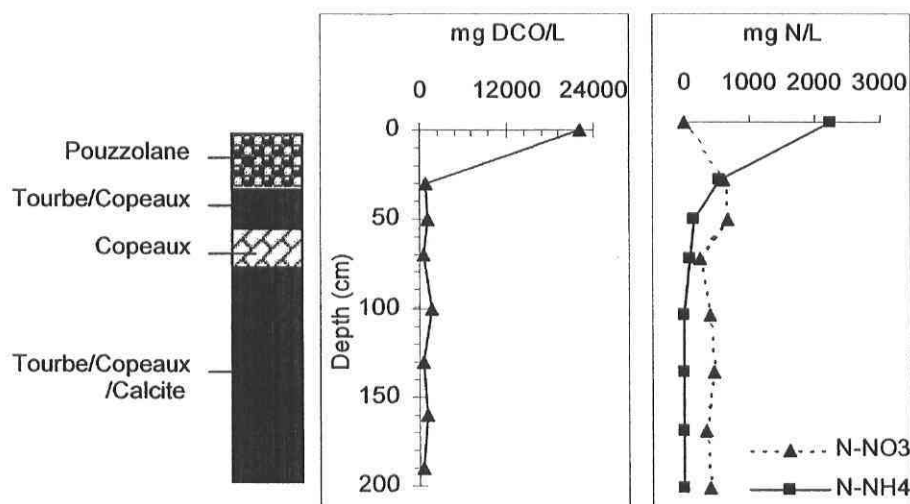 mg DCO/L
0 12000 24000
mg N/L
0 1000 2000 3000
Pouzzolane
Tourbe/Copeaux
Copeaux
Tourbe/Copeaux
/Calcite
Depth (cm)
0
50
100
150
200
N-NO3
N-NH4